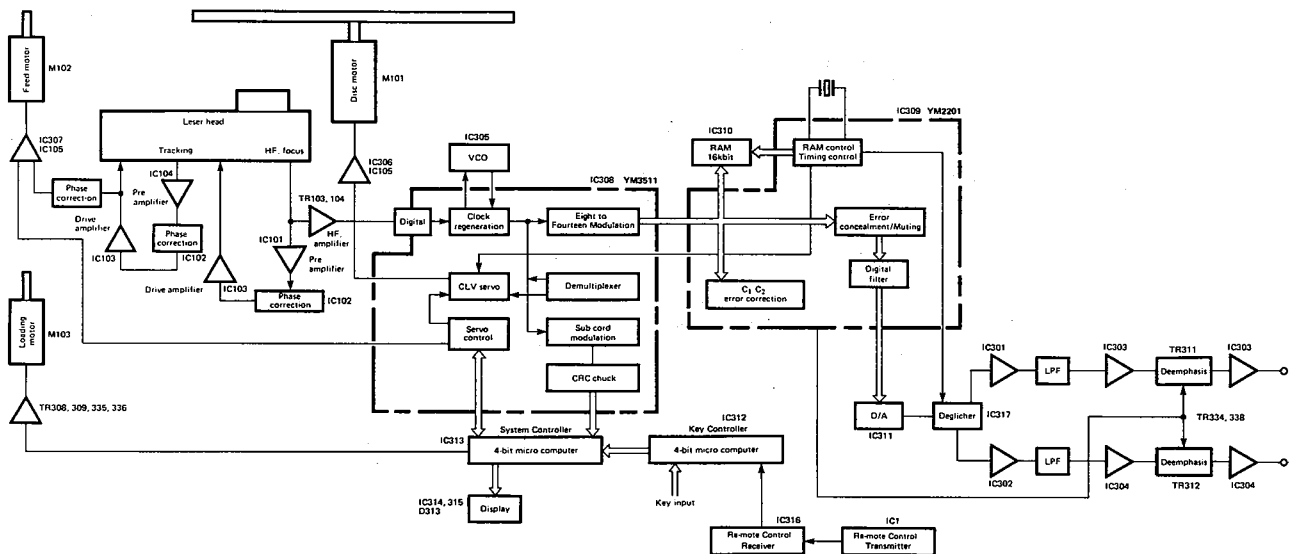 Feed motor
M102
Disc motor
M101
Leser head
Tracking
HF, focus
IC307
IC105
IC104
Pre
amplifier
Phase
correction
Drive
amplifier
IC103
Phase
correction
IC102
TR103, 104
HF,
amplifier
IC101
Pre
amplifier
Drive amplifier
IC103
Phase
correction
IC102
IC306
IC105
IC305
VCO
IC308 YM3511
Digital
Clock
regeneration
Eight to
Fourteen Modulation
CLV servo
Demultiplexer
Servo
control
Sub cord
modulation
CRC chuck
IC309 YM2201
IC310
RAM
16kbit
RAM control
Timing control
Error
concealment/Muting
Digital
filter
C1 C2
error correction
Loading
motor
M103
TR308, 309, 335, 336
System Controller
IC313
4-bit micro computer
IC312
Key Controller
4-bit micro computer
IC314, 315
D313
Display
Key input
IC316
Re-mote Control
Receiver
IC1
Re-mote Control
Transmitter
D/A
IC311
Deglicher
IC317
IC301
LPF
IC303
TR311
Deemphasis
IC303
TR334, 338
IC302
LPF
IC304
Deemphasis
TR312
IC304